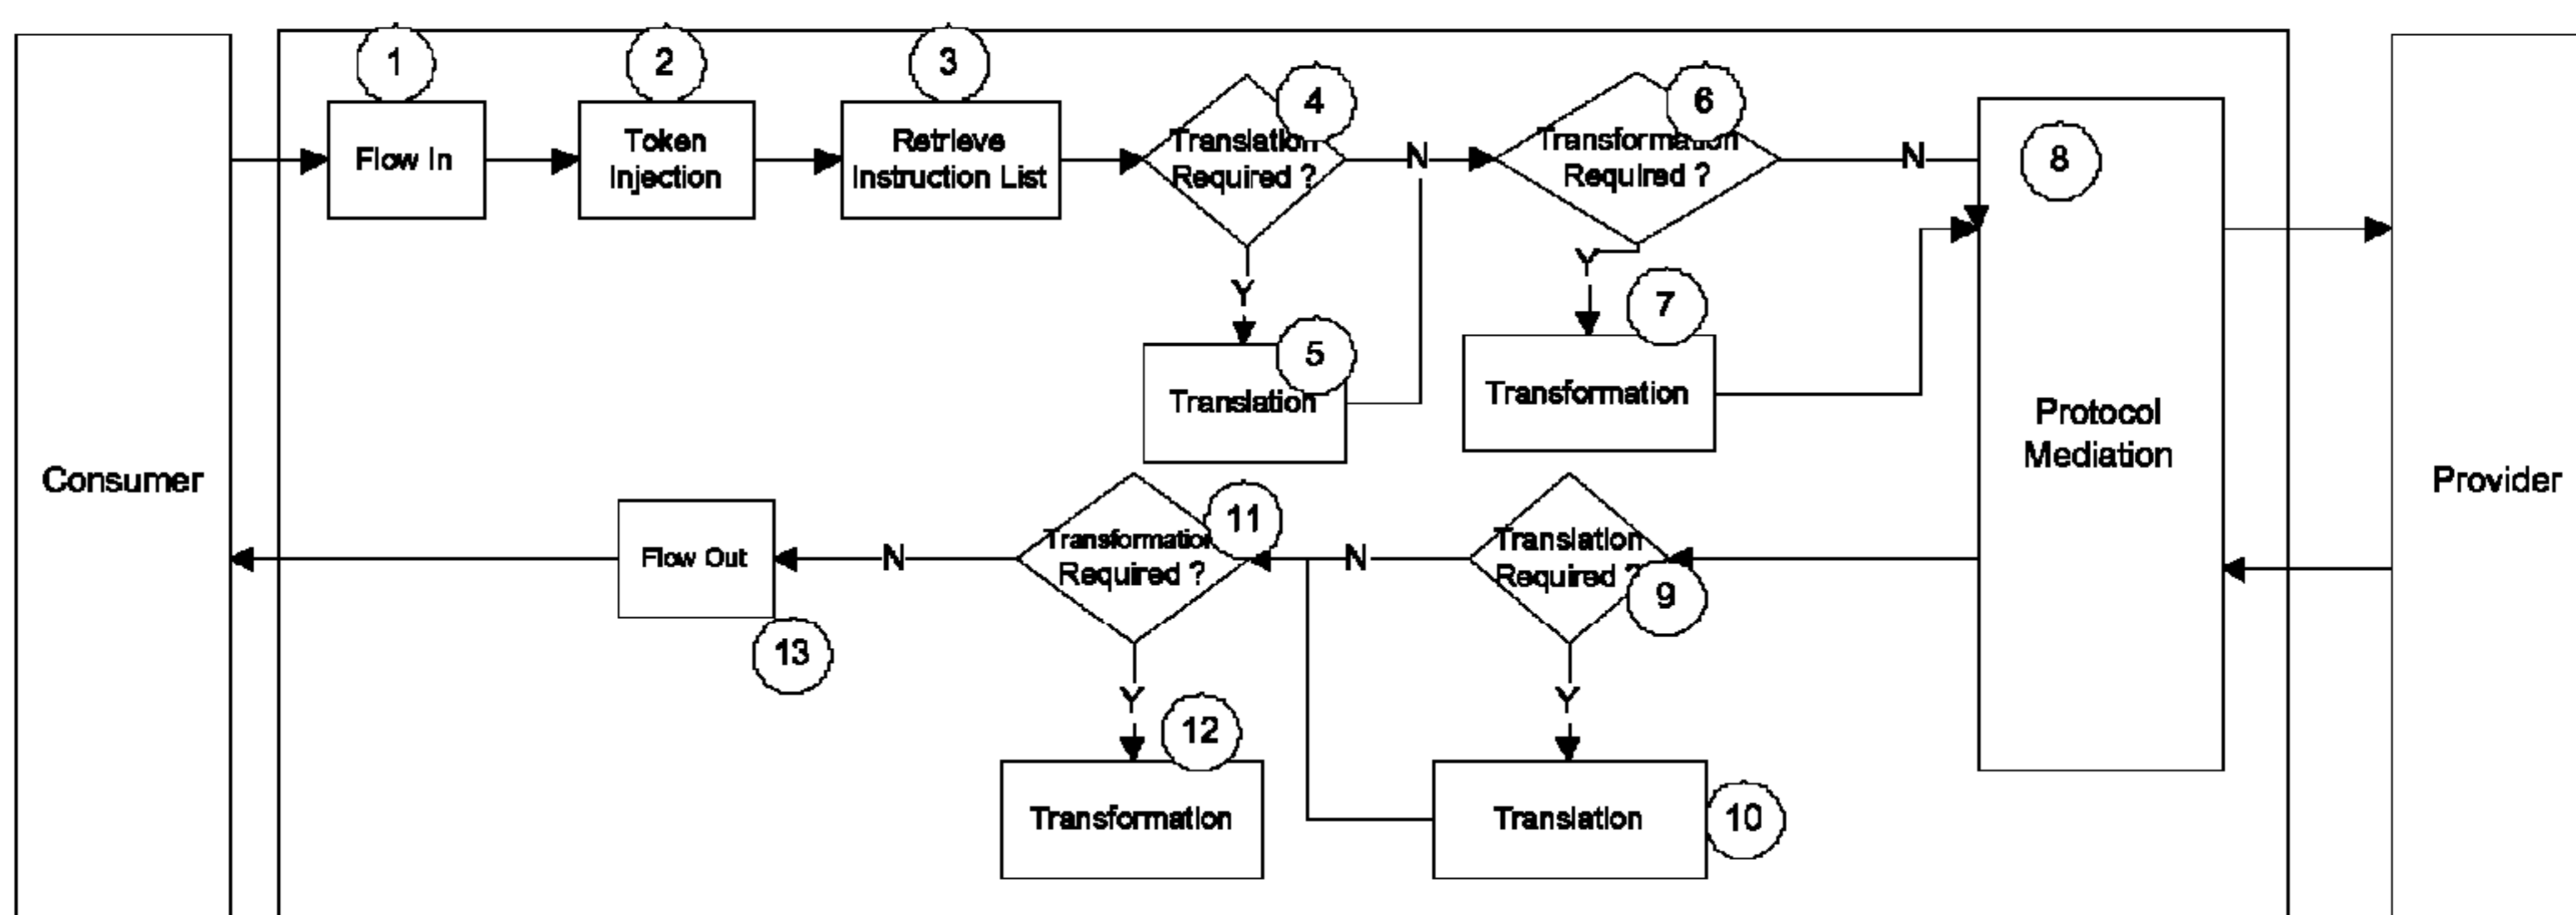 1
2
3
4
6
Flow In
Token
Injection
Retrieve
Instruction List
Translation
Required ?
N
Transformation
Required ?
N
8
Y
Y
5
7
Translation
Transformation
Protocol
Mediation
Consumer
Provider
Flow Out
N
Transformation
Required ?
11
N
Translation
Required ?
9
13
Y
Y
12
Transformation
Translation
10